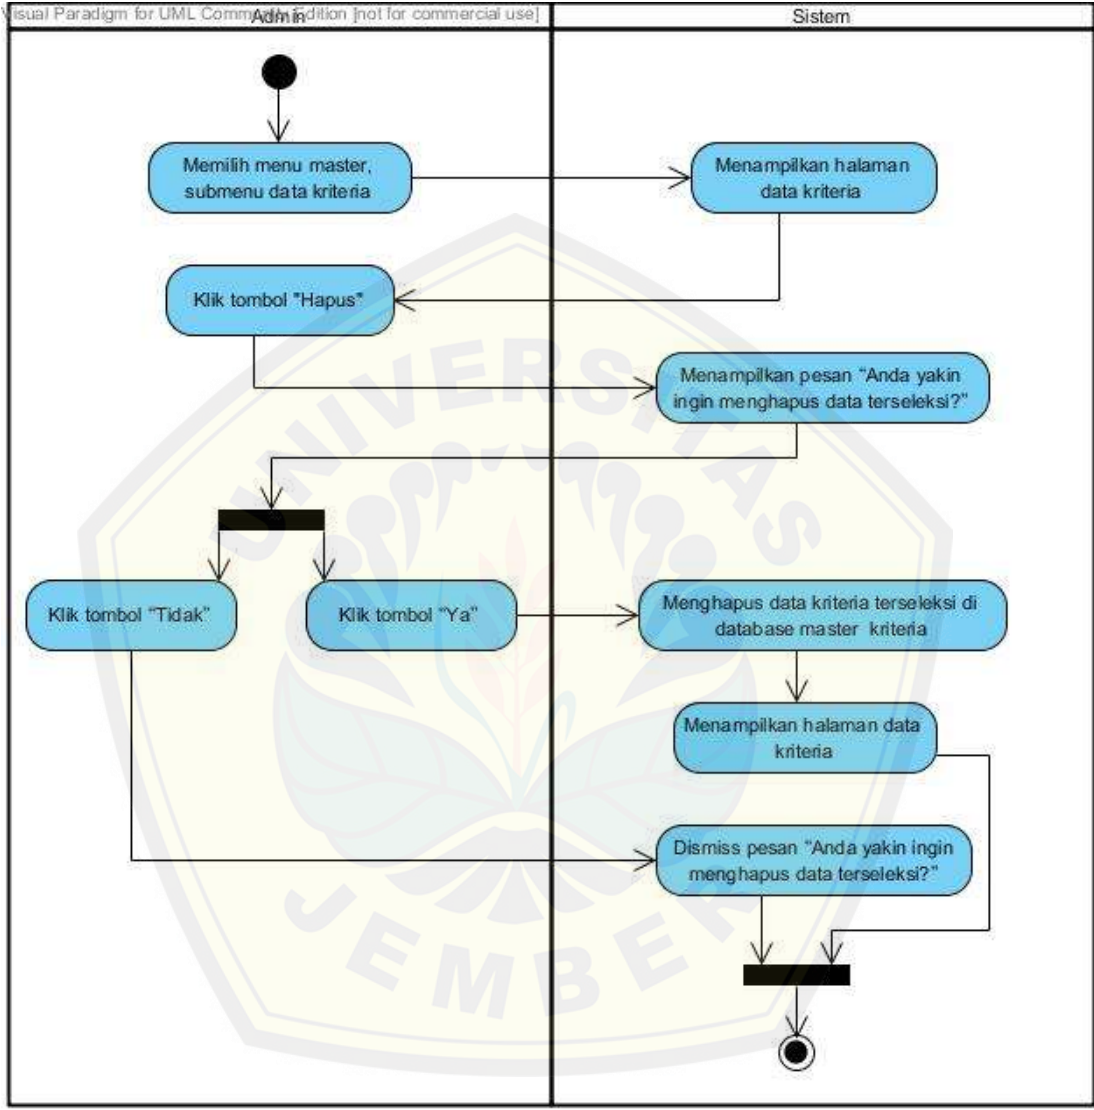 Visual Paradigm for UML Community Edition [not for commercial use]
Admin
Sistem
Memilih menu master,
submenu data kriteria
Menampilkan halaman
data kriteria
Klik tombol "Hapus"
Menampilkan pesan “Anda yakin
ingin menghapus data terseleksi?”
Klik tombol “Tidak”
Klik tombol “Ya”
Menghapus data kriteria terseleksi di
database master kriteria
Menampilkan halaman data
kriteria
Dismiss pesan “Anda yakin ingin
menghapus data terseleksi?”
UNIVERSITAS
JEMBER